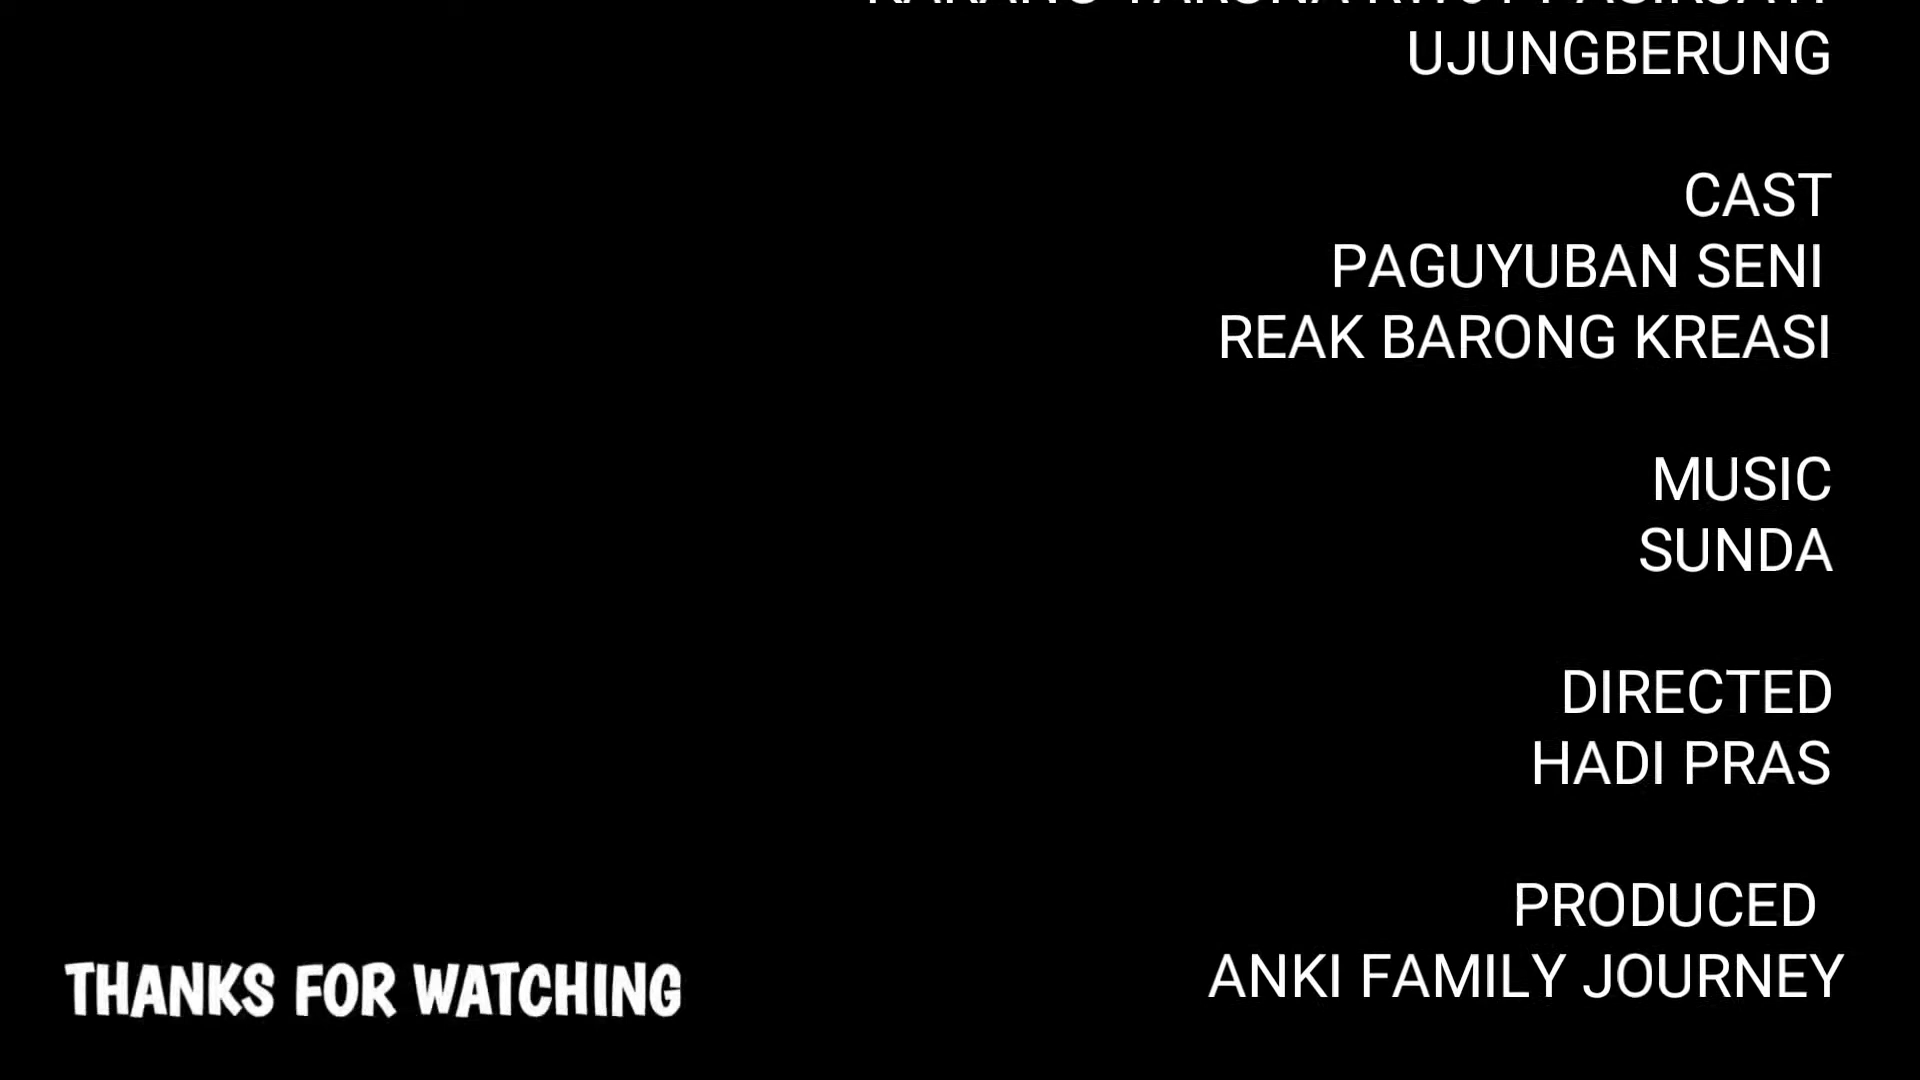 UJUNGBERUNG
CAST
PAGUYUBAN SENI
REAK BARONG KREASI
MUSIC
SUNDA
DIRECTED
HADI PRAS
PRODUCED
ANKI FAMILY JOURNEY
THANKS FOR WATCHING